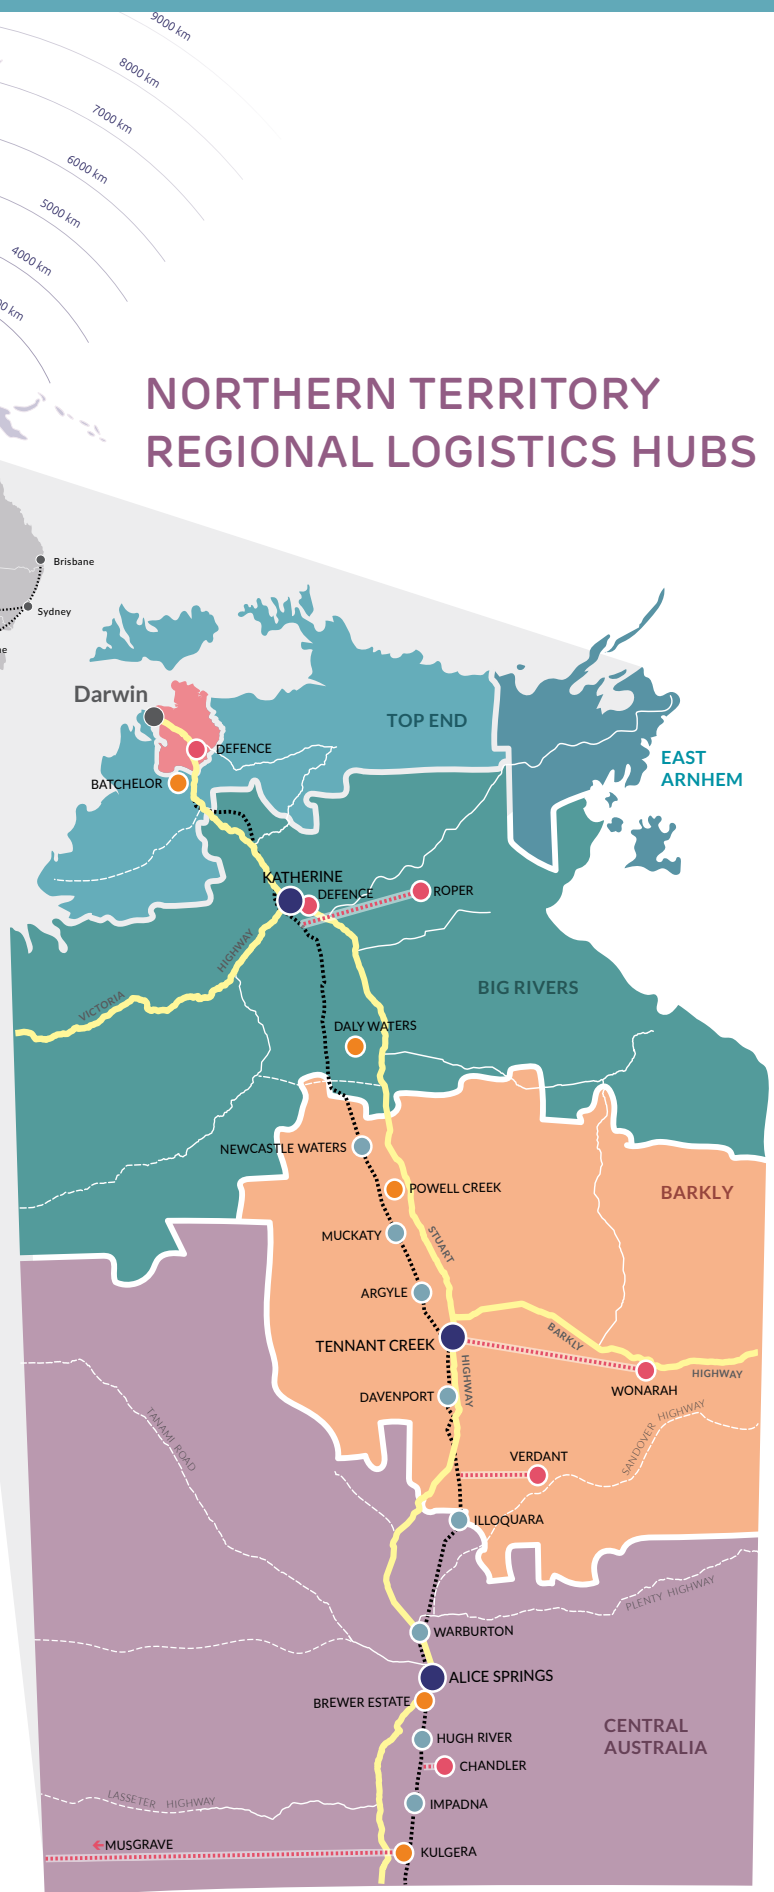 9000 km
8000 km
7000 km
6000 km
5000 km
4000 km
NORTHERN TERRITORY
REGIONAL LOGISTICS HUBS
Brisbane
Sydney
Darwin
TOP END
DEFENCE
EAST
ARNHEM
BATCHELOR
KATHERINE
DEFENCE
ROPER
VICTORIA
HIGHWAY
BIG RIVERS
DALY WATERS
NEWCASTLE WATERS
POWELL CREEK
BARKLY
MUCKATY
STUART
HIGHWAY
ARGYLE
TENNANT CREEK
BARKLY
HIGHWAY
WONARAH
DAVENPORT
TANAMI ROAD
SANDOVER HIGHWAY
VERDANT
ILLOQUARA
PLENTY HIGHWAY
WARBURTON
ALICE SPRINGS
BREWER ESTATE
CENTRAL
AUSTRALIA
HUGH RIVER
CHANDLER
LASSETER HIGHWAY
IMPADNA
MUSGRAVE
KULGERA